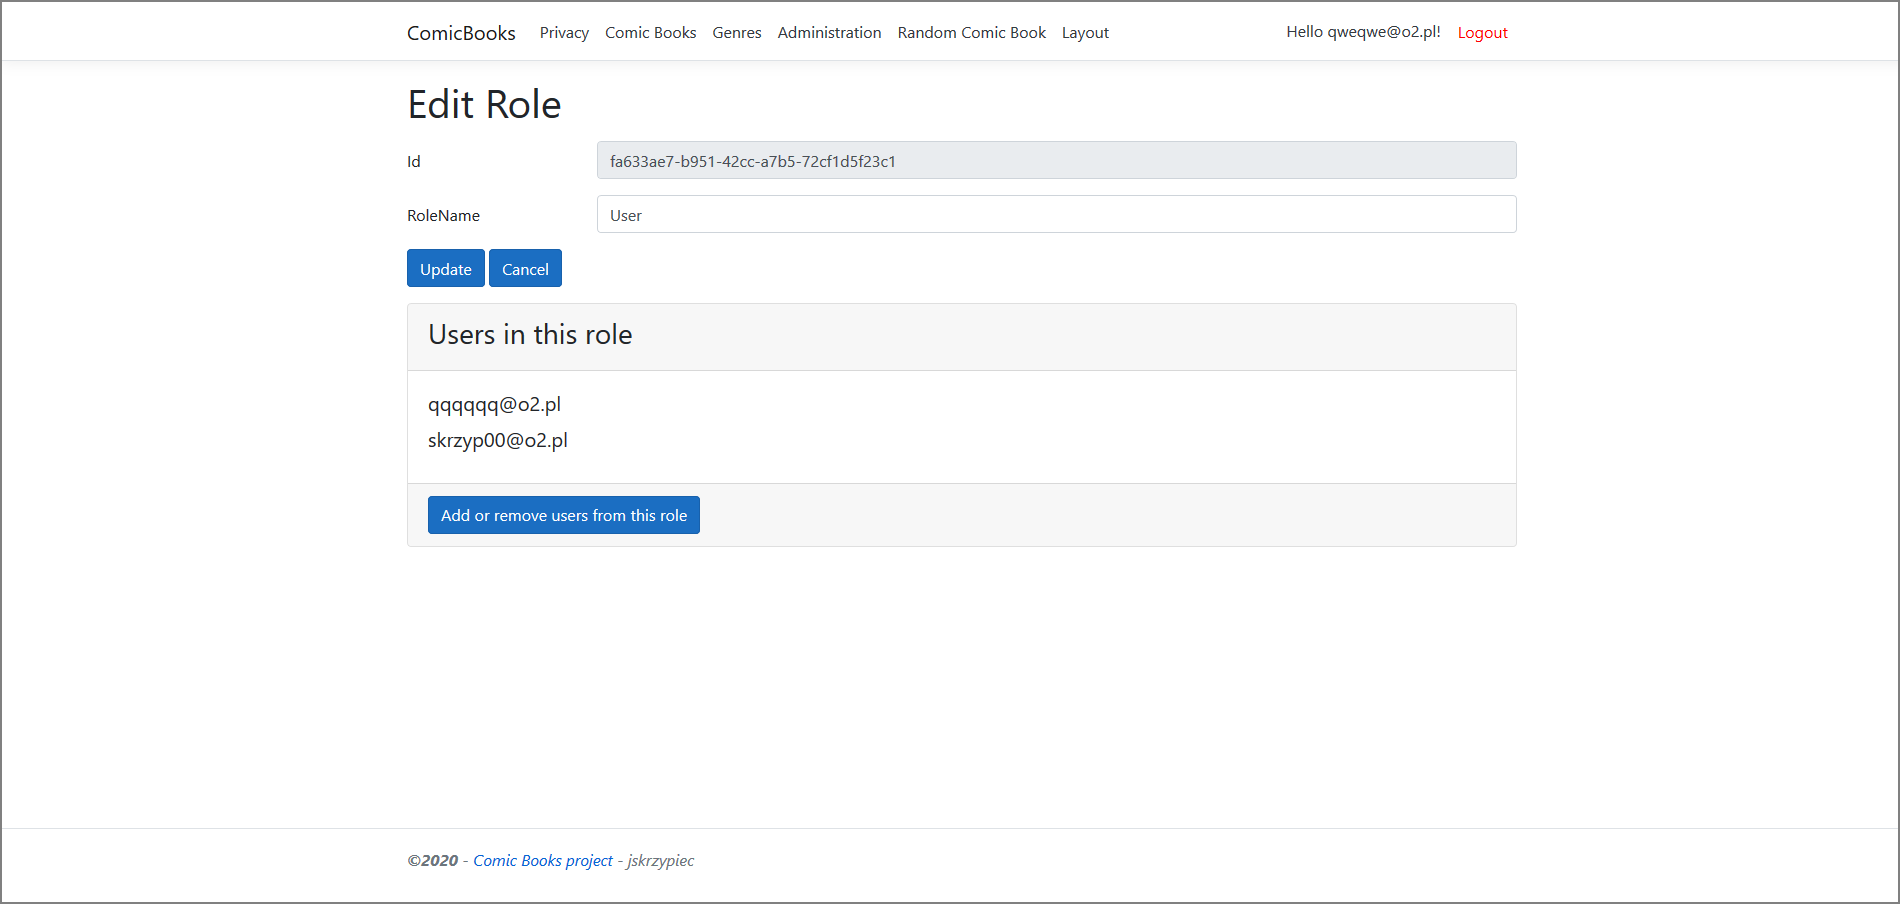 ComicBooks Privacy Comic Books Genres Administration Random Comic Book Layout Hello qweqwe@o2.pl! Logout
Edit Role
Id fa633ae7-b951-42cc-a7b5-72cf1d5f23c1
RoleName User
Update Cancel
Users in this role
qqqqqq@o2.pl
skrzyp00@o2.pl
Add or remove users from this role
©2020 - Comic Books project - jskrzypiec